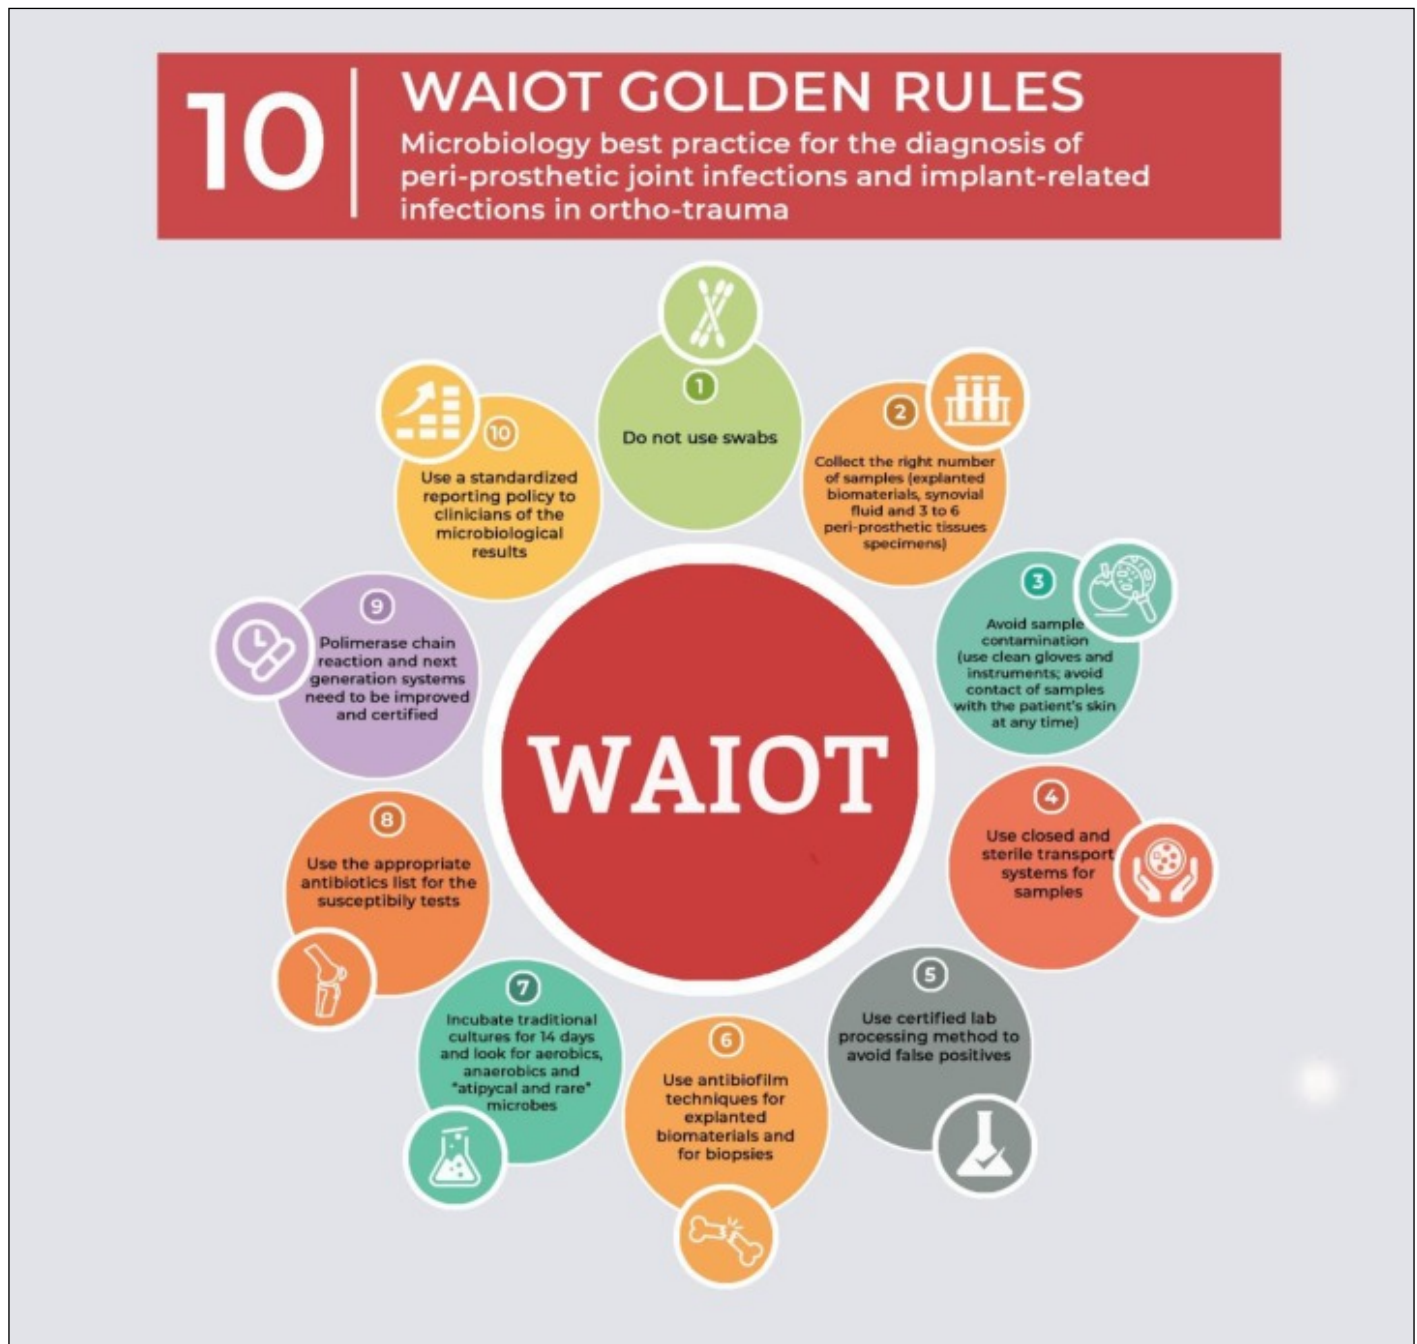 10
WAIOT GOLDEN RULES
Microbiology best practice for the diagnosis of
peri-prosthetic joint infections and implant-related
infections in ortho-trauma
1
Do not use swabs
2
Collect the right number
of samples (explanted
biomaterials, synovial
fluid and 3 to 6
peri-prosthetic tissues
specimens)
3
Avoid sample
contamination
(use clean gloves and
instruments; avoid
contact of samples
with the patient's skin
at any time)
4
Use closed and
sterile transport
systems for
samples
5
Use certified lab
processing method to
avoid false positives
6
Use antibiofilm
techniques for
explanted
biomaterials and
for biopsies
7
Incubate traditional
cultures for 14 days
and look for aerobics,
anaerobics and
"atipycal and rare"
microbes
8
Use the appropriate
antibiotics list for the
susceptibily tests
9
Polimerase chain
reaction and next
generation systems
need to be improved
and certified
10
Use a standardized
reporting policy to
clinicians of the
microbiological
results
WAIOT